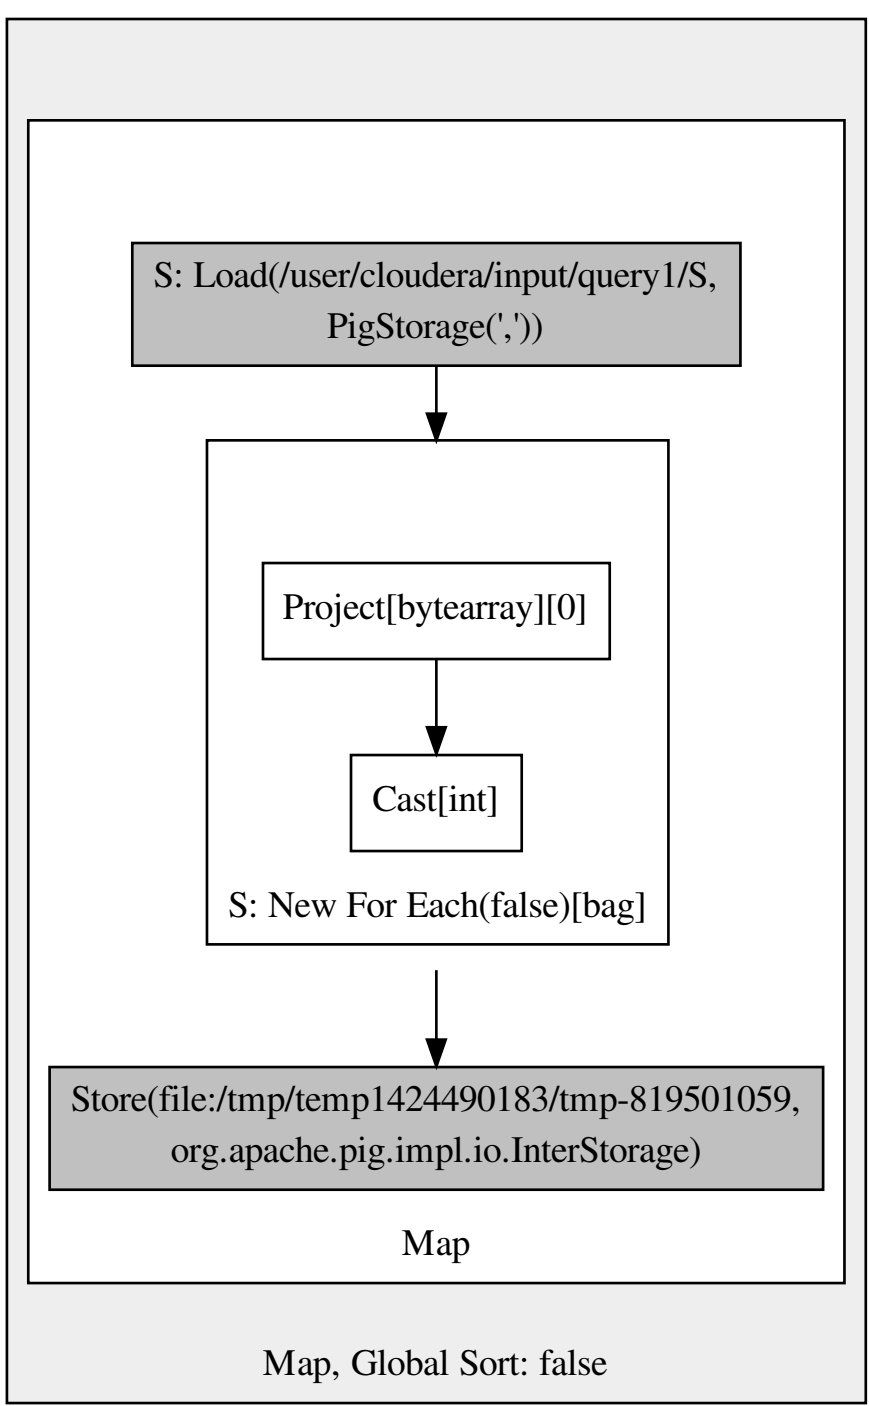 S: Load(/user/cloudera/input/query1/S,
PigStorage(','))
Project[bytearray][0]
Cast[int]
S: New For Each(false)[bag]
Store(file:/tmp/temp1424490183/tmp-819501059,
org.apache.pig.impl.io.InterStorage)
Map
Map, Global Sort: false